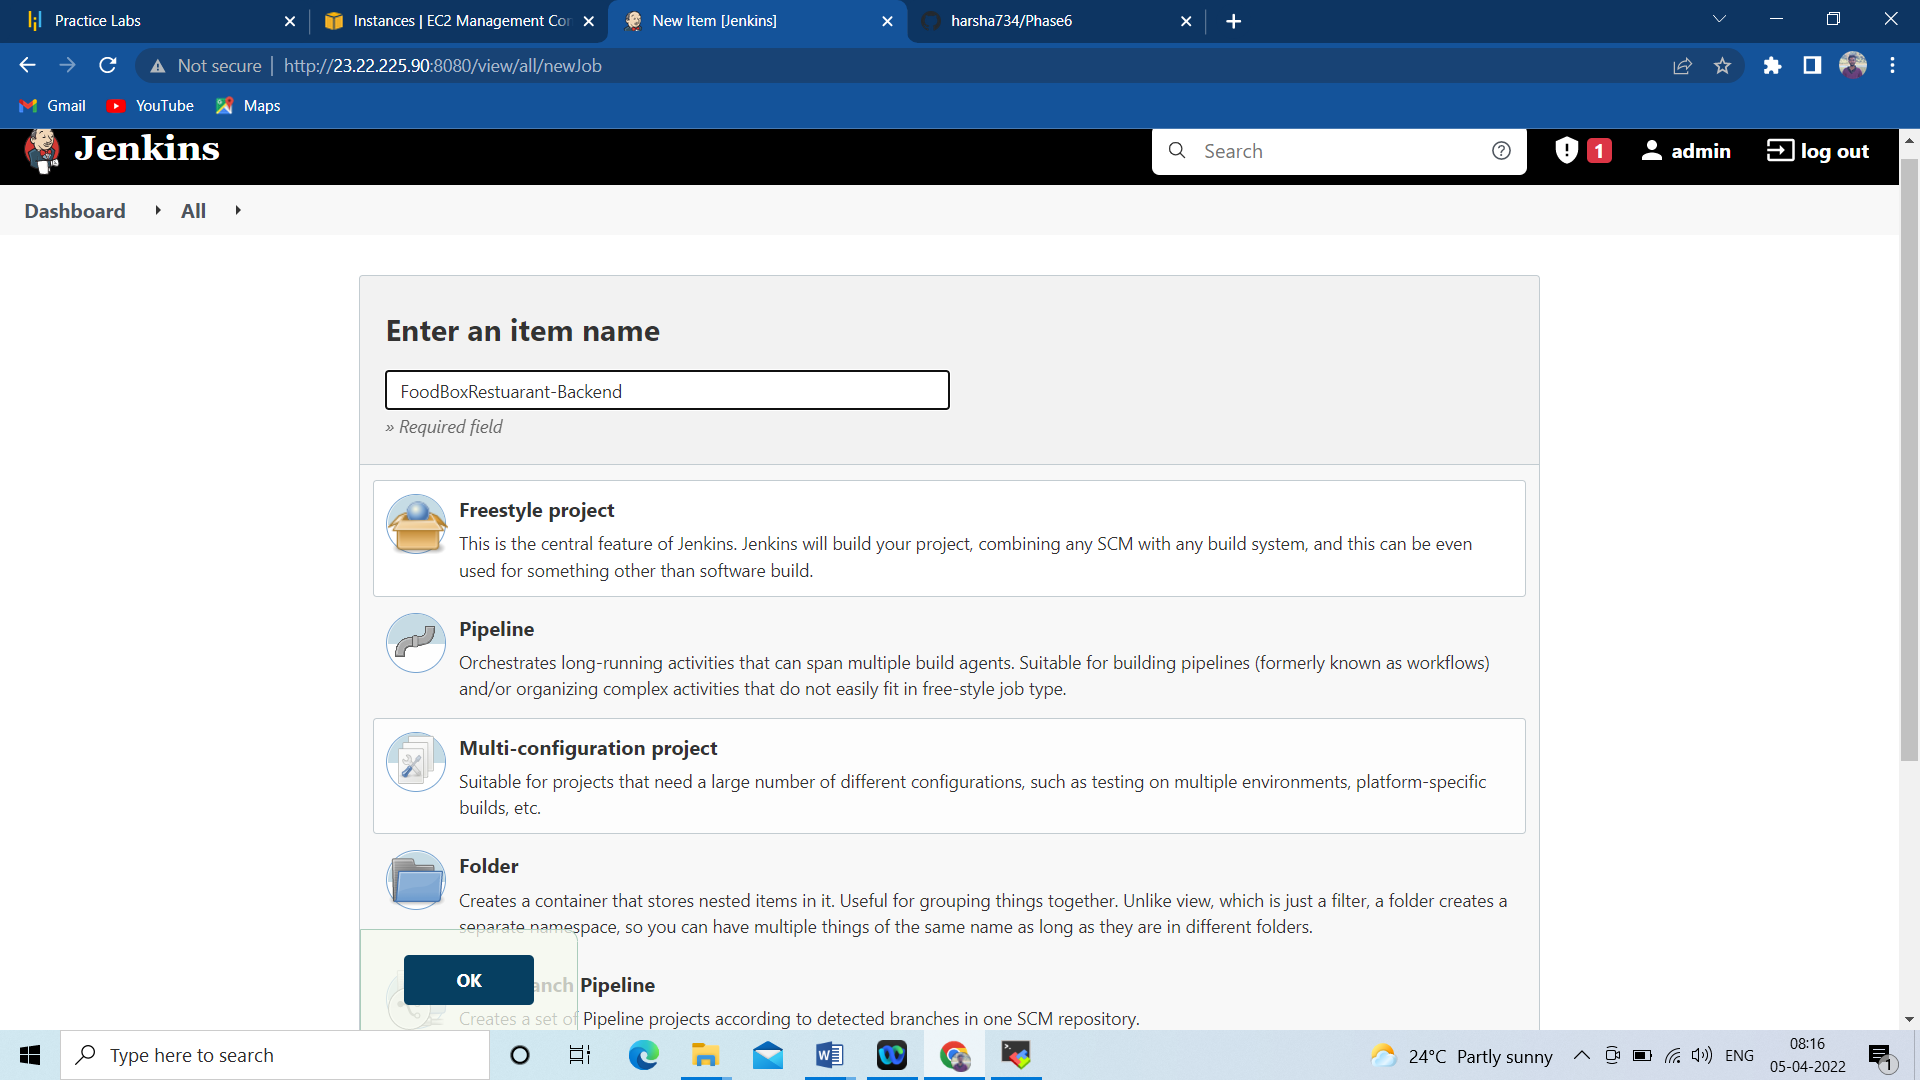 Practice Labs
Instances | EC2 Management Con
New Item [Jenkins]
harsha734/Phase6
Not secure | http://23.22.225.90:8080/view/all/newJob
Gmail YouTube Maps
Jenkins
Search
1
admin
log out
Dashboard All
Enter an item name
FoodBoxRestuarant-Backend
» Required field
Freestyle project
This is the central feature of Jenkins. Jenkins will build your project, combining any SCM with any build system, and this can be even
used for something other than software build.
Pipeline
Orchestrates long-running activities that can span multiple build agents. Suitable for building pipelines (formerly known as workflows)
and/or organizing complex activities that do not easily fit in free-style job type.
Multi-configuration project
Suitable for projects that need a large number of different configurations, such as testing on multiple environments, platform-specific
builds, etc.
Folder
Creates a container that stores nested items in it. Useful for grouping things together. Unlike view, which is just a filter, a folder creates a
separate namespace, so you can have multiple things of the same name as long as they are in different folders.
OK
anch Pipeline
Creates a set of Pipeline projects according to detected branches in one SCM repository.
Type here to search
24°C Partly sunny
ENG
08:16
05-04-2022
1